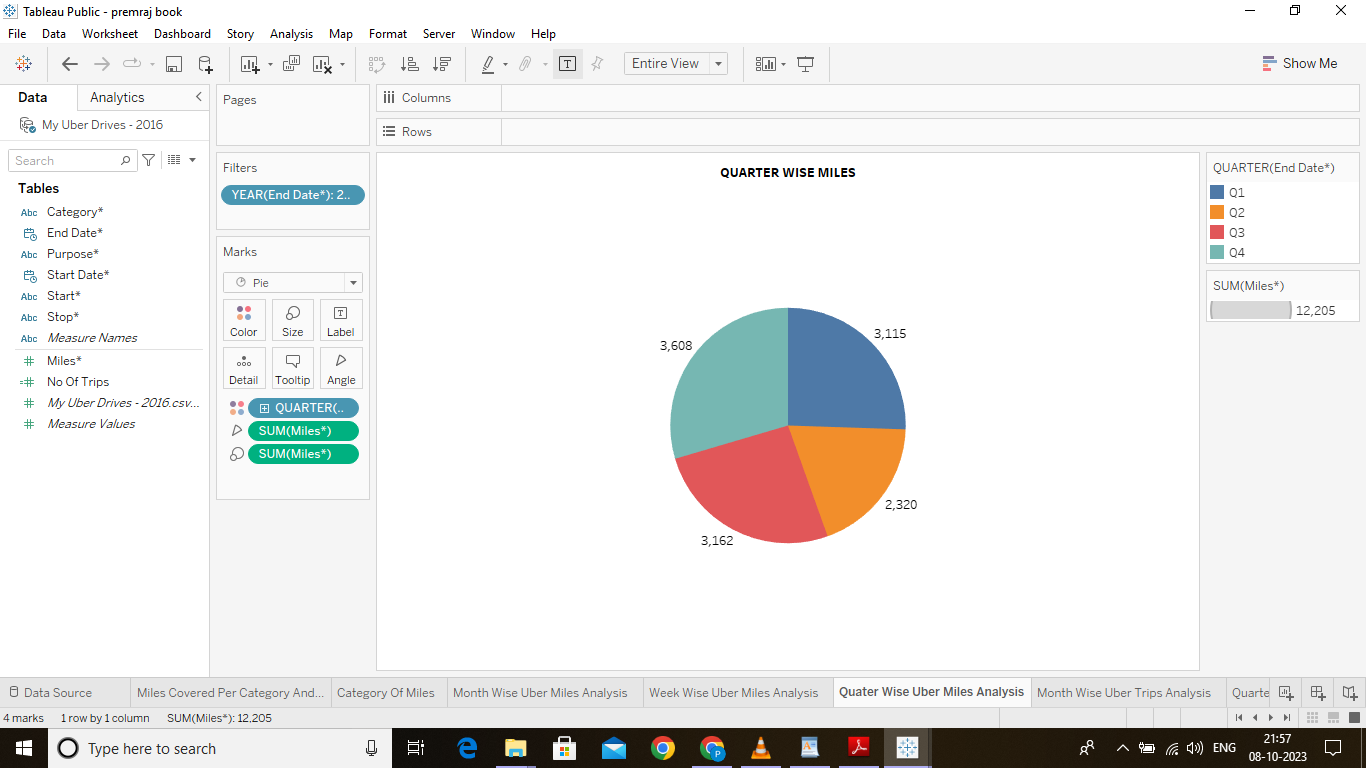 Tableau Public - premraj book
File Data Worksheet Dashboard Story Analysis Map Format Server Window Help
Entire View
Show Me
Data Analytics
My Uber Drives - 2016
Search
Tables
Abc Category*
End Date*
Abc Purpose*
Start Date*
Abc Start*
Abc Stop*
Abc Measure Names
# Miles*
=# No Of Trips
# My Uber Drives - 2016.csv...
# Measure Values
Pages
Filters
YEAR(End Date*): 2..
Marks
Pie
Color Size Label
Detail Tooltip Angle
QUARTER(..
SUM(Miles*)
SUM(Miles*)
Columns
Rows
QUARTER WISE MILES
3,115
3,608
2,320
3,162
QUARTER(End Date*)
Q1
Q2
Q3
Q4
SUM(Miles*)
12,205
Data Source Miles Covered Per Category And... Category Of Miles Month Wise Uber Miles Analysis Week Wise Uber Miles Analysis Quater Wise Uber Miles Analysis Month Wise Uber Trips Analysis Quarte
4 marks 1 row by 1 column SUM(Miles*): 12,205
Type here to search
P
ENG
21:57
08-10-2023